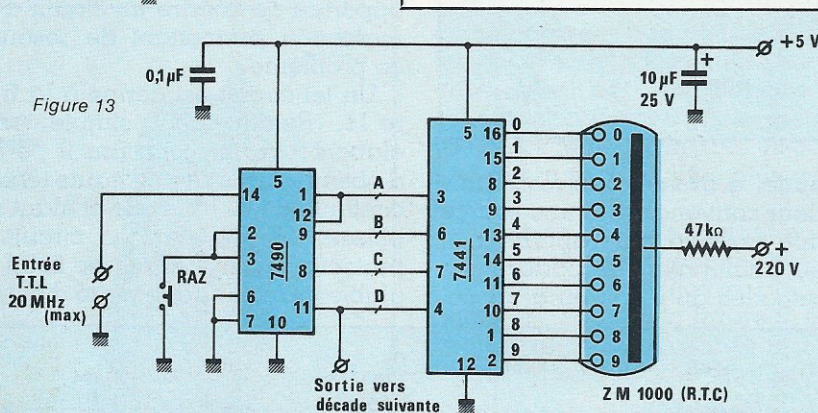 +5 V
0,1µF
10µF
25 V
+
Figure 13
5
14
2
3
6
7
10
1
12
9
8
11
7490
A
B
C
D
Entrée
T.T.L
20 MHz
(max)
RAZ
5
3
6
7
4
12
7441
16
15
8
9
13
14
11
10
1
2
0
1
2
3
4
5
6
7
8
9
0
1
2
3
4
5
6
7
8
9
47kΩ
+
220 V
Sortie vers
décade suivante
ZM 1000 (R.T.C)